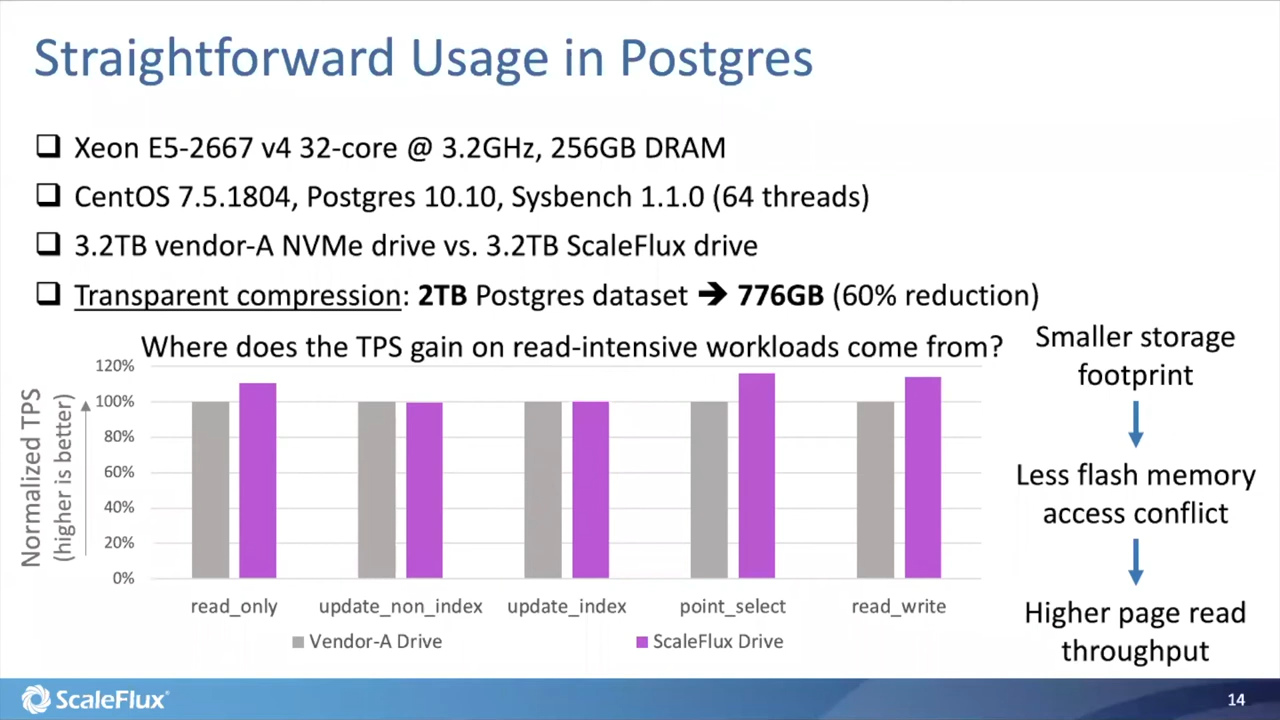 Straightforward Usage in Postgres
❑ Xeon E5-2667 v4 32-core @ 3.2GHz, 256GB DRAM
❑ CentOS 7.5.1804, Postgres 10.10, Sysbench 1.1.0 (64 threads)
❑ 3.2TB vendor-A NVMe drive vs. 3.2TB ScaleFlux drive
❑ Transparent compression: 2TB Postgres dataset ➔ 776GB (60% reduction)
Where does the TPS gain on read-intensive workloads come from?
Normalized TPS
(higher is better)
120%
100%
80%
60%
40%
20%
0%
read_only update_non_index update_index point_select read_write
Vendor-A Drive ScaleFlux Drive
Smaller storage
footprint
Less flash memory
access conflict
Higher page read
throughput
ScaleFlux®
14